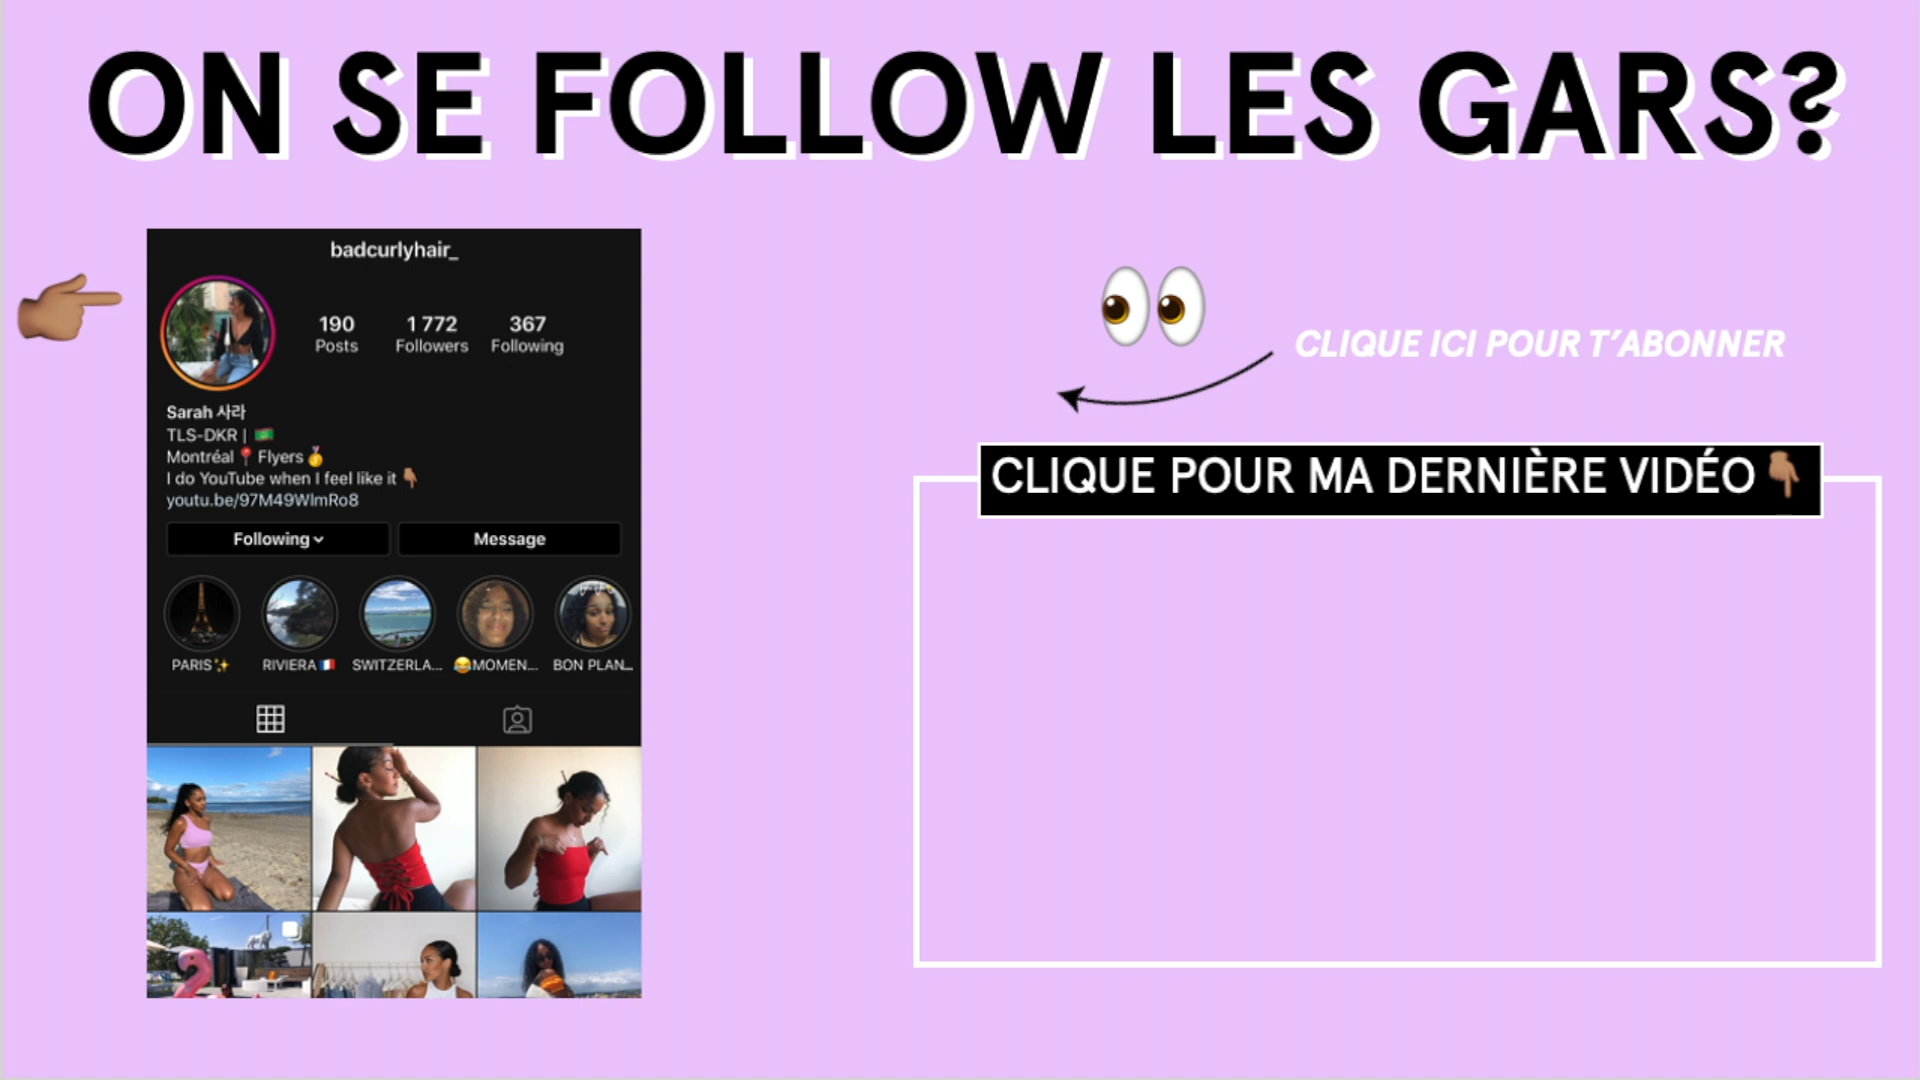 ON SE FOLLOW LES GARS?
badcurlyhair_
190 1 772 367
Posts Followers Following
Sarah 사라
TLS-DKR |
Montréal📍Flyers🏅
I do YouTube when I feel like it👇🏽
youtu.be/97M49WlmRo8
Following Message
PARIS✨ RIVIERA🇫🇷 SWITZERLA... 😂MOMEN... BON PLAN...
CLIQUE ICI POUR T'ABONNER
CLIQUE POUR MA DERNIÈRE VIDÉO👇🏽